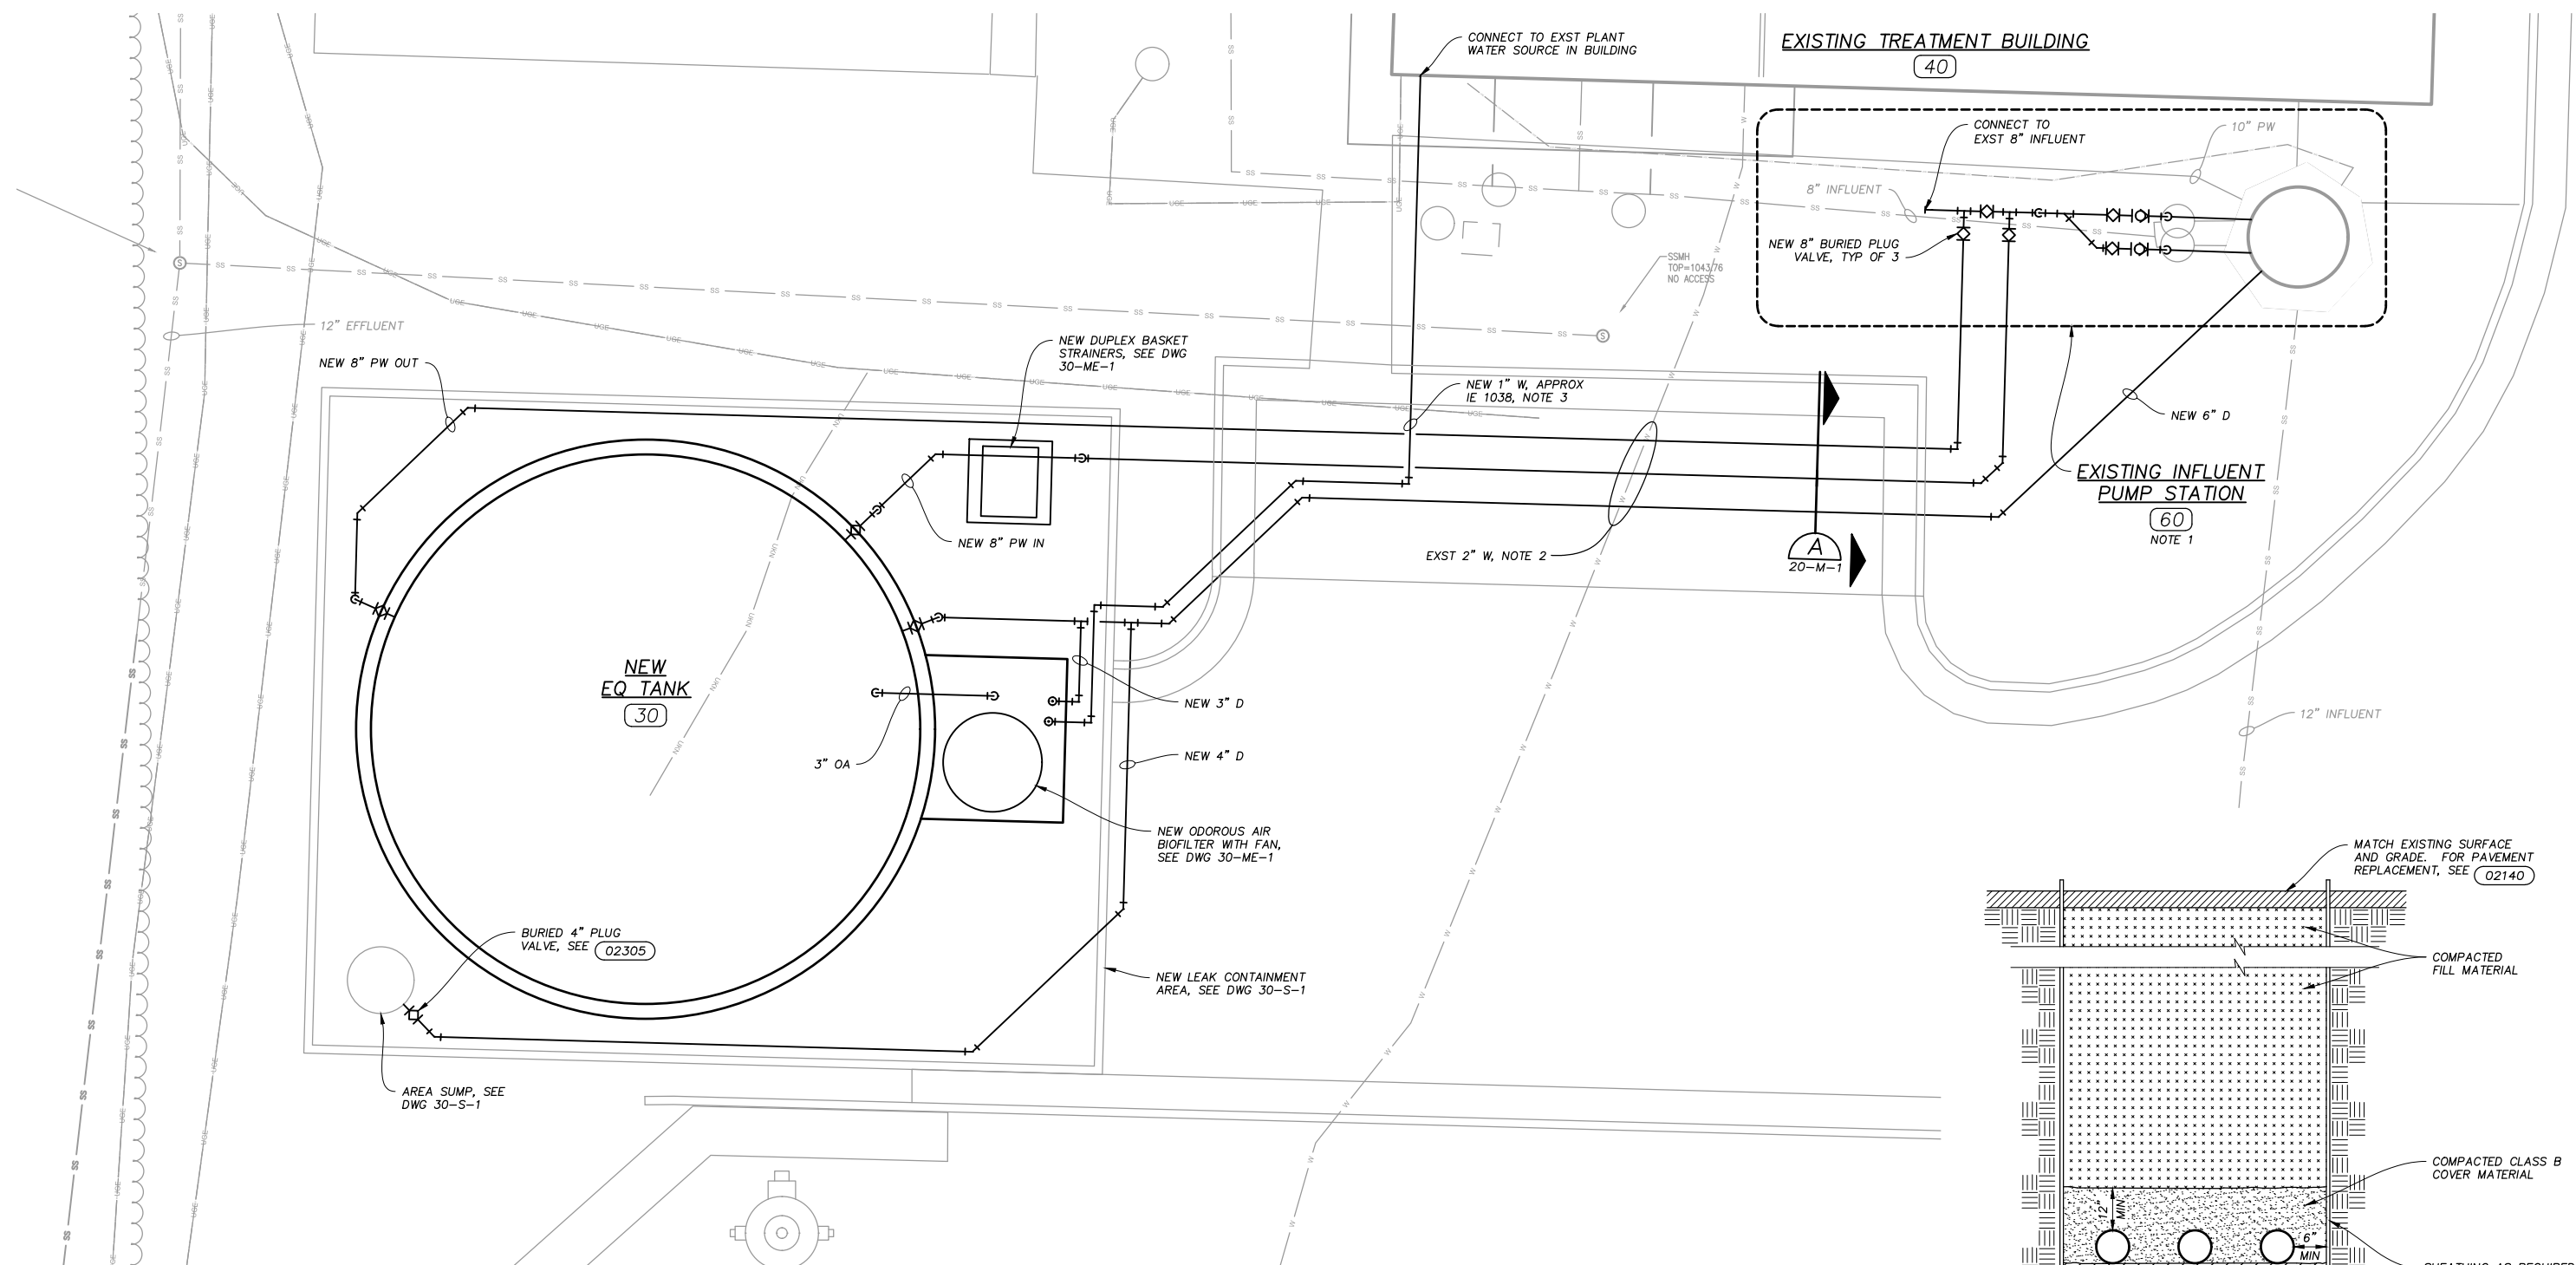 CONNECT TO EXST PLANT
WATER SOURCE IN BUILDING
EXISTING TREATMENT BUILDING
40
CONNECT TO
EXST 8" INFLUENT
10" PW
8" INFLUENT
NEW 8" BURIED PLUG
VALVE, TYP OF 3
SSMH
TOP=1043.76
NO ACCESS
12" EFFLUENT
NEW 8" PW OUT
NEW DUPLEX BASKET
STRAINERS, SEE DWG
30-ME-1
NEW 1" W, APPROX
IE 1038, NOTE 3
NEW 6" D
EXISTING INFLUENT
PUMP STATION
60
NOTE 1
NEW 8" PW IN
EXST 2" W, NOTE 2
A
20-M-1
NEW
EQ TANK
30
NEW 3" D
3" OA
NEW 4" D
12" INFLUENT
NEW ODOROUS AIR
BIOFILTER WITH FAN,
SEE DWG 30-ME-1
MATCH EXISTING SURFACE
AND GRADE. FOR PAVEMENT
REPLACEMENT, SEE 02140
BURIED 4" PLUG
VALVE, SEE 02305
COMPACTED
FILL MATERIAL
NEW LEAK CONTAINMENT
AREA, SEE DWG 30-S-1
AREA SUMP, SEE
DWG 30-S-1
COMPACTED CLASS B
COVER MATERIAL
12"
MIN
6"
MIN